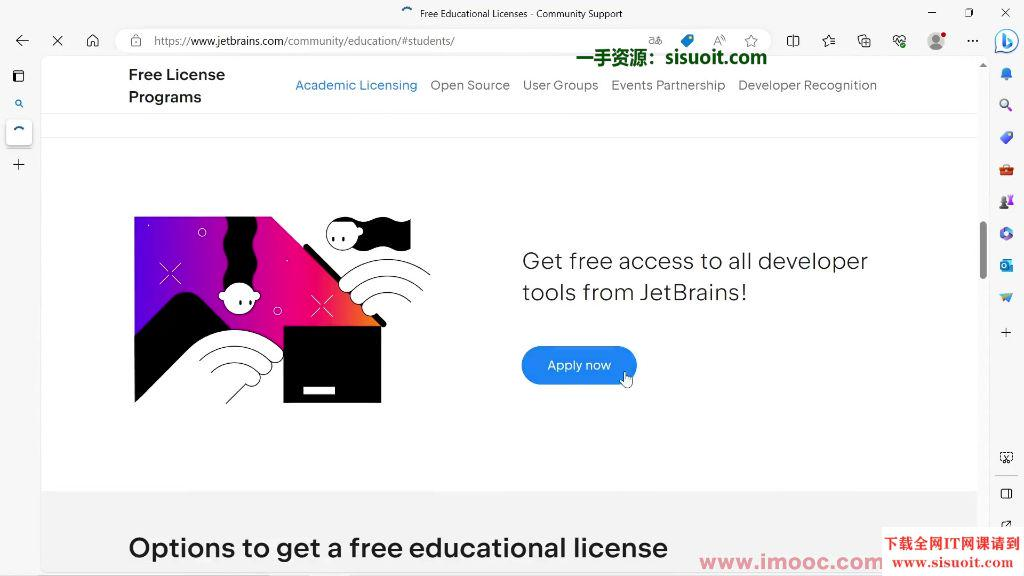 Free Educational Licenses - Community Support
https://www.jetbrains.com/community/education/#students/
一手资源：sisuoit.com
Free License
Programs
Academic Licensing
Open Source
User Groups
Events Partnership
Developer Recognition
Get free access to all developer
tools from JetBrains!
Apply now
Options to get a free educational license
www.imooc.com
下载全网IT网课请到
www.sisuoit.com